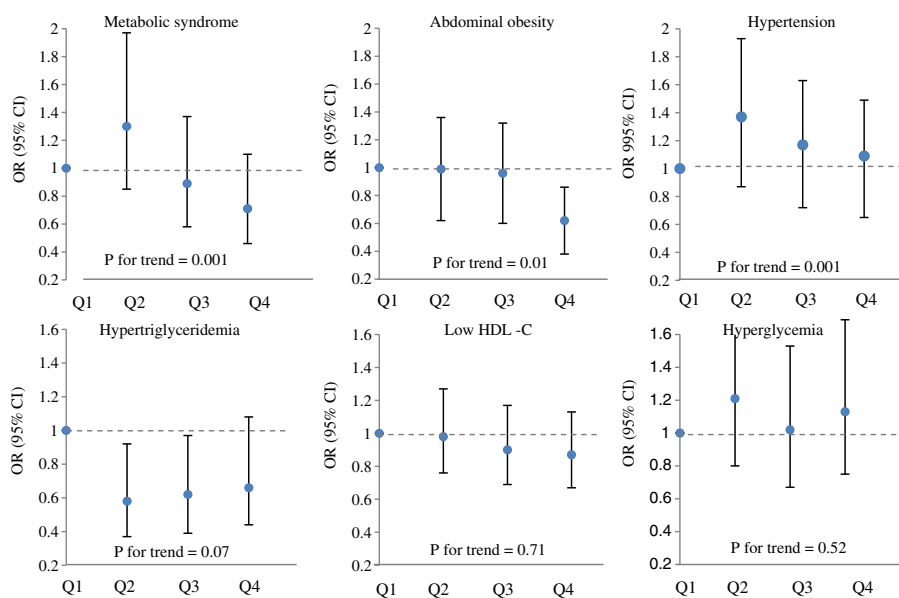 Metabolic syndrome
OR (95% CI)
2
1.8
1.6
1.4
1.2
1
0.8
0.6
0.4
0.2
P for trend = 0.001
Q1 Q2 Q3 Q4
Abdominal obesity
OR (95% CI)
2
1.8
1.6
1.4
1.2
1
0.8
0.6
0.4
0.2
P for trend = 0.01
Q1 Q2 Q3 Q4
Hypertension
OR 995% CI)
2
1.8
1.6
1.4
1.2
1
0.8
0.6
0.4
0.2
P for trend = 0.001
Q1 Q2 Q3 Q4
Hypertriglyceridemia
OR (95% CI)
1.6
1.4
1.2
1
0.8
0.6
0.4
0.2
P for trend = 0.07
Q1 Q2 Q3 Q4
Low HDL -C
OR (95% CI)
1.6
1.4
1.2
1
0.8
0.6
0.4
0.2
P for trend = 0.71
Q1 Q2 Q3 Q4
Hyperglycemia
OR (95% CI)
1.6
1.4
1.2
1
0.8
0.6
0.4
0.2
P for trend = 0.52
Q1 Q2 Q3 Q4